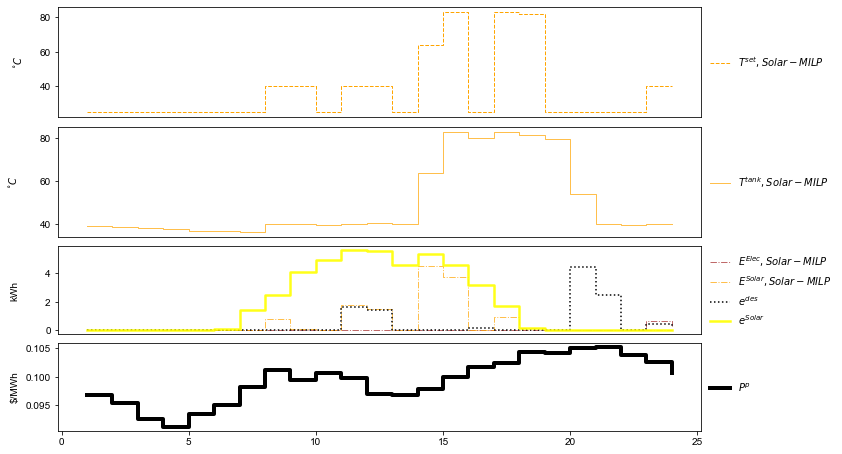 80
60
40
°C
T^set, Solar − MILP
80
60
40
°C
T^tank, Solar − MILP
4
2
0
kWh
E^Elec, Solar − MILP
E^Solar, Solar − MILP
e^des
e^Solar
0.105
0.100
0.095
$/MWh
P^p
0 5 10 15 20 25